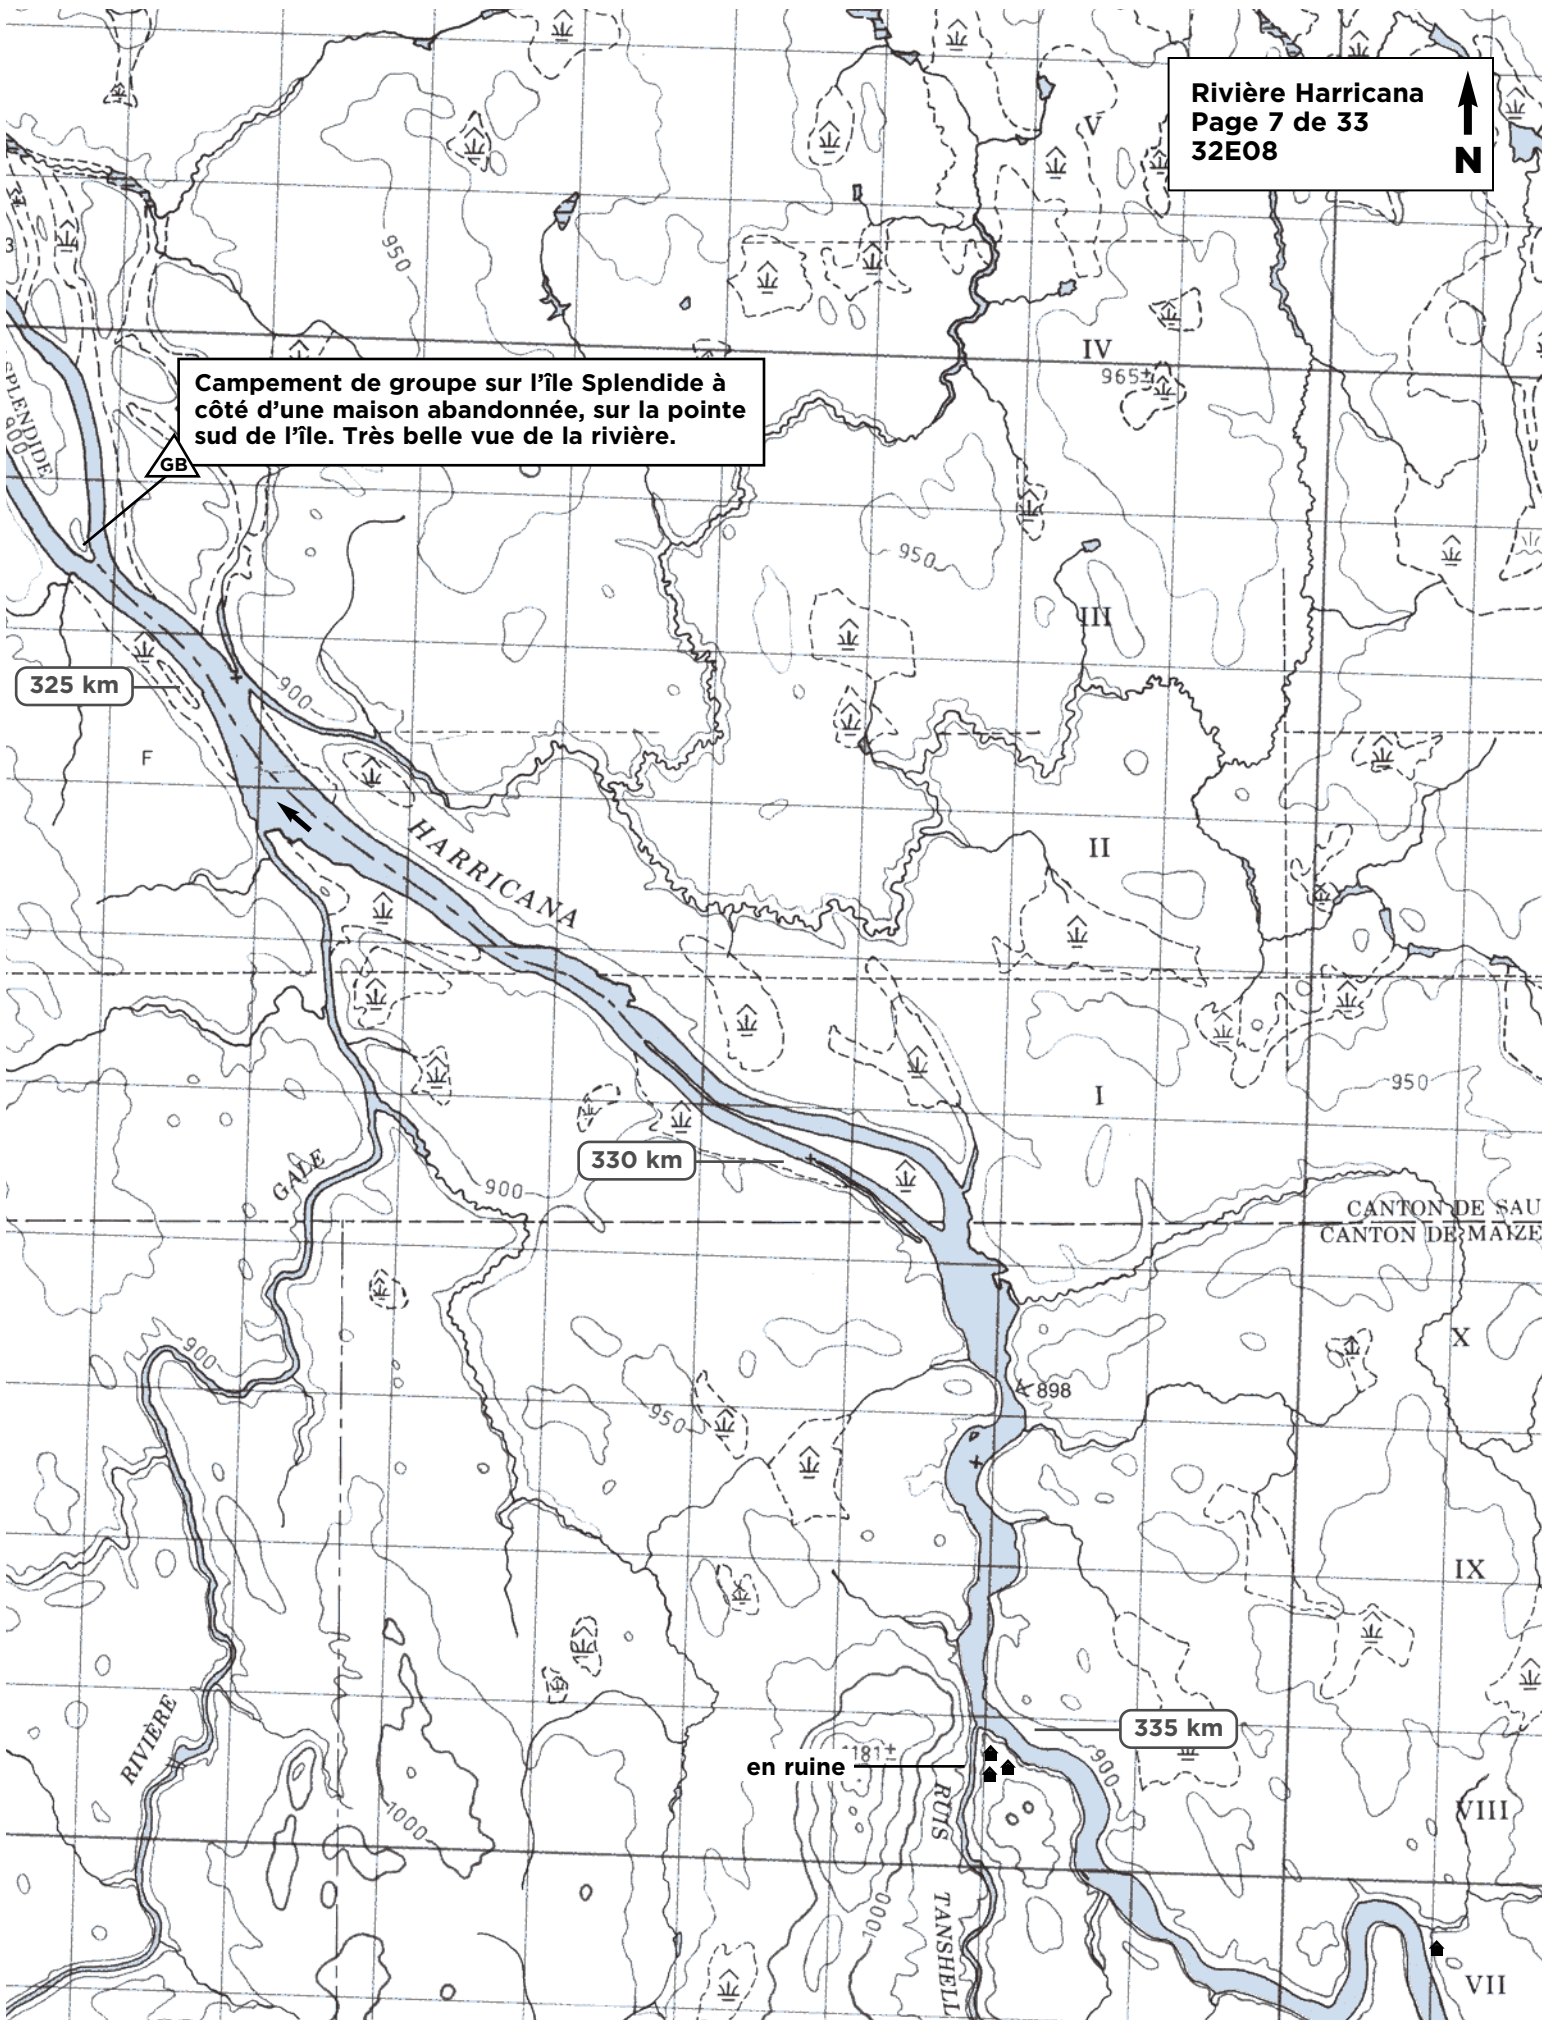 Rivière Harricana
Page 7 de 33
32E08
N
V
3
950
IV
965±
SPLENDIDE
900
Campement de groupe sur l'île Splendide à
côté d'une maison abandonnée, sur la pointe
sud de l'île. Très belle vue de la rivière.
GB
950
III
325 km
900
F
HARRICANA
II
950
I
330 km
GALE
900
CANTON DE SAU
CANTON DE MAIZE
900
X
898
950
IX
RIVIÈRE
335 km
1181±
en ruine
900
RUIS
TANSHELL
1000
VIII
1000
VII